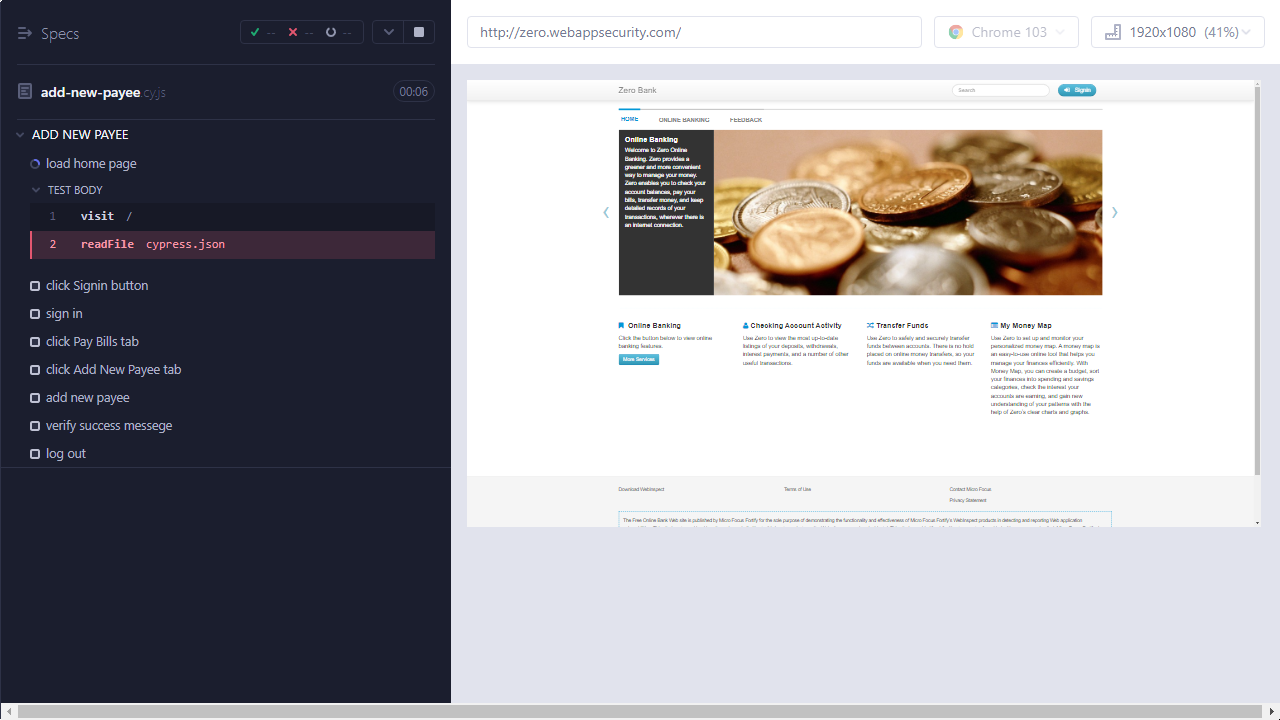 Specs
--
--
--
http://zero.webappsecurity.com/
Chrome 103
1920x1080 (41%)
add-new-payee.cy.js
00:06
ADD NEW PAYEE
load home page
TEST BODY
1 visit /
2 readFile cypress.json
click Signin button
sign in
click Pay Bills tab
click Add New Payee tab
add new payee
verify success messege
log out
Zero Bank
Search
Signin
HOME
ONLINE BANKING
FEEDBACK
Online Banking
Welcome to Zero Online
Banking. Zero provides a
greener and more convenient
way to manage your money.
Zero enables you to check your
account balances, pay your
bills, transfer money, and keep
detailed records of your
transactions, wherever there is
an internet connection.
Online Banking
Click the button below to view online
banking features.
More Services
Checking Account Activity
Use Zero to view the most up-to-date
listings of your deposits, withdrawals,
interest payments, and a number of other
useful transactions.
Transfer Funds
Use Zero to safely and securely transfer
funds between accounts. There is no hold
placed on online money transfers, so your
funds are available when you need them.
My Money Map
Use Zero to set up and monitor your
personalized money map. A money map is
an easy-to-use online tool that helps you
manage your finances efficiently. With
Money Map, you can create a budget, sort
your finances into spending and savings
categories, check the interest your
accounts are earning, and gain new
understanding of your patterns with the
help of Zero's clear charts and graphs.
Download WebInspect
Terms of Use
Contact Micro Focus
Privacy Statement
The Free Online Bank Web site is published by Micro Focus Fortify for the sole purpose of demonstrating the functionality and effectiveness of Micro Focus Fortify's WebInspect products in detecting and reporting Web application